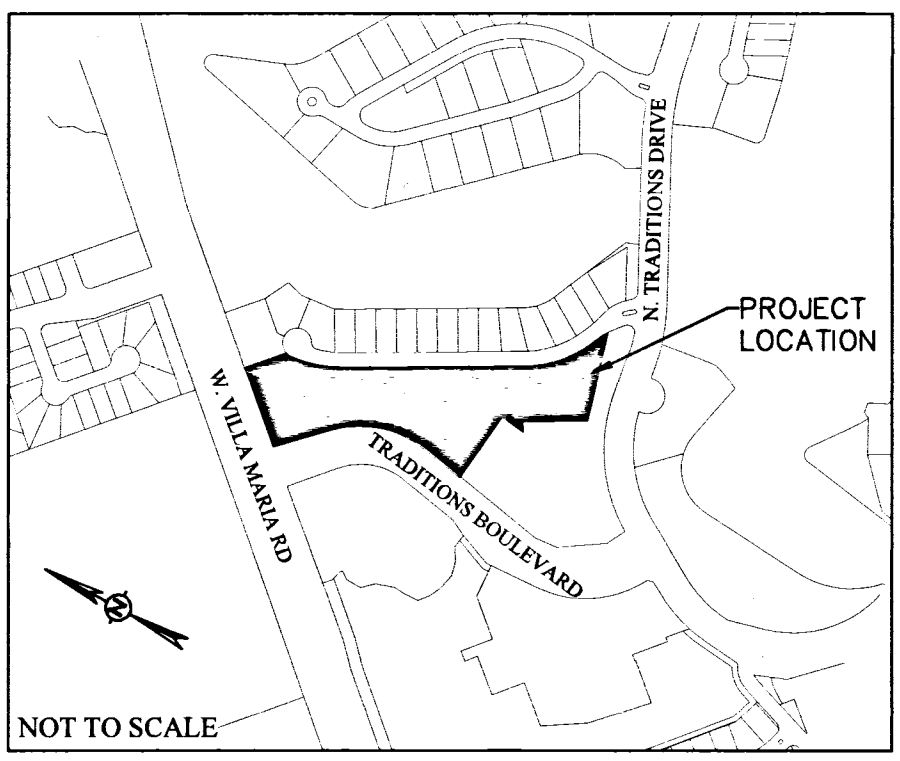 N. TRADITIONS DRIVE
PROJECT
LOCATION
W. VILLA MARIA RD
TRADITIONS BOULEVARD
N
NOT TO SCALE